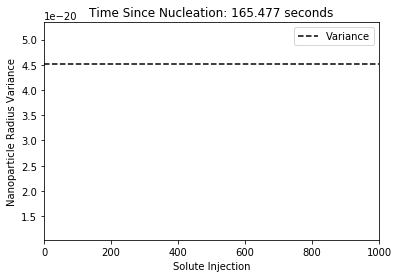 Time Since Nucleation: 165.477 seconds
1e−20
Variance
5.0
4.5
4.0
3.5
3.0
2.5
2.0
1.5
Nanoparticle Radius Variance
0 200 400 600 800 1000
Solute Injection